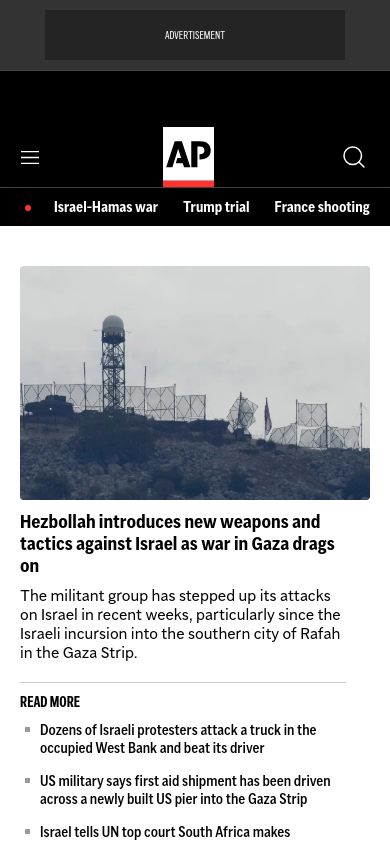 ADVERTISEMENT
AP
Israel-Hamas war Trump trial France shooting
Hezbollah introduces new weapons and
tactics against Israel as war in Gaza drags
on
The militant group has stepped up its attacks
on Israel in recent weeks, particularly since the
Israeli incursion into the southern city of Rafah
in the Gaza Strip.
READ MORE
Dozens of Israeli protesters attack a truck in the
occupied West Bank and beat its driver
US military says first aid shipment has been driven
across a newly built US pier into the Gaza Strip
Israel tells UN top court South Africa makes